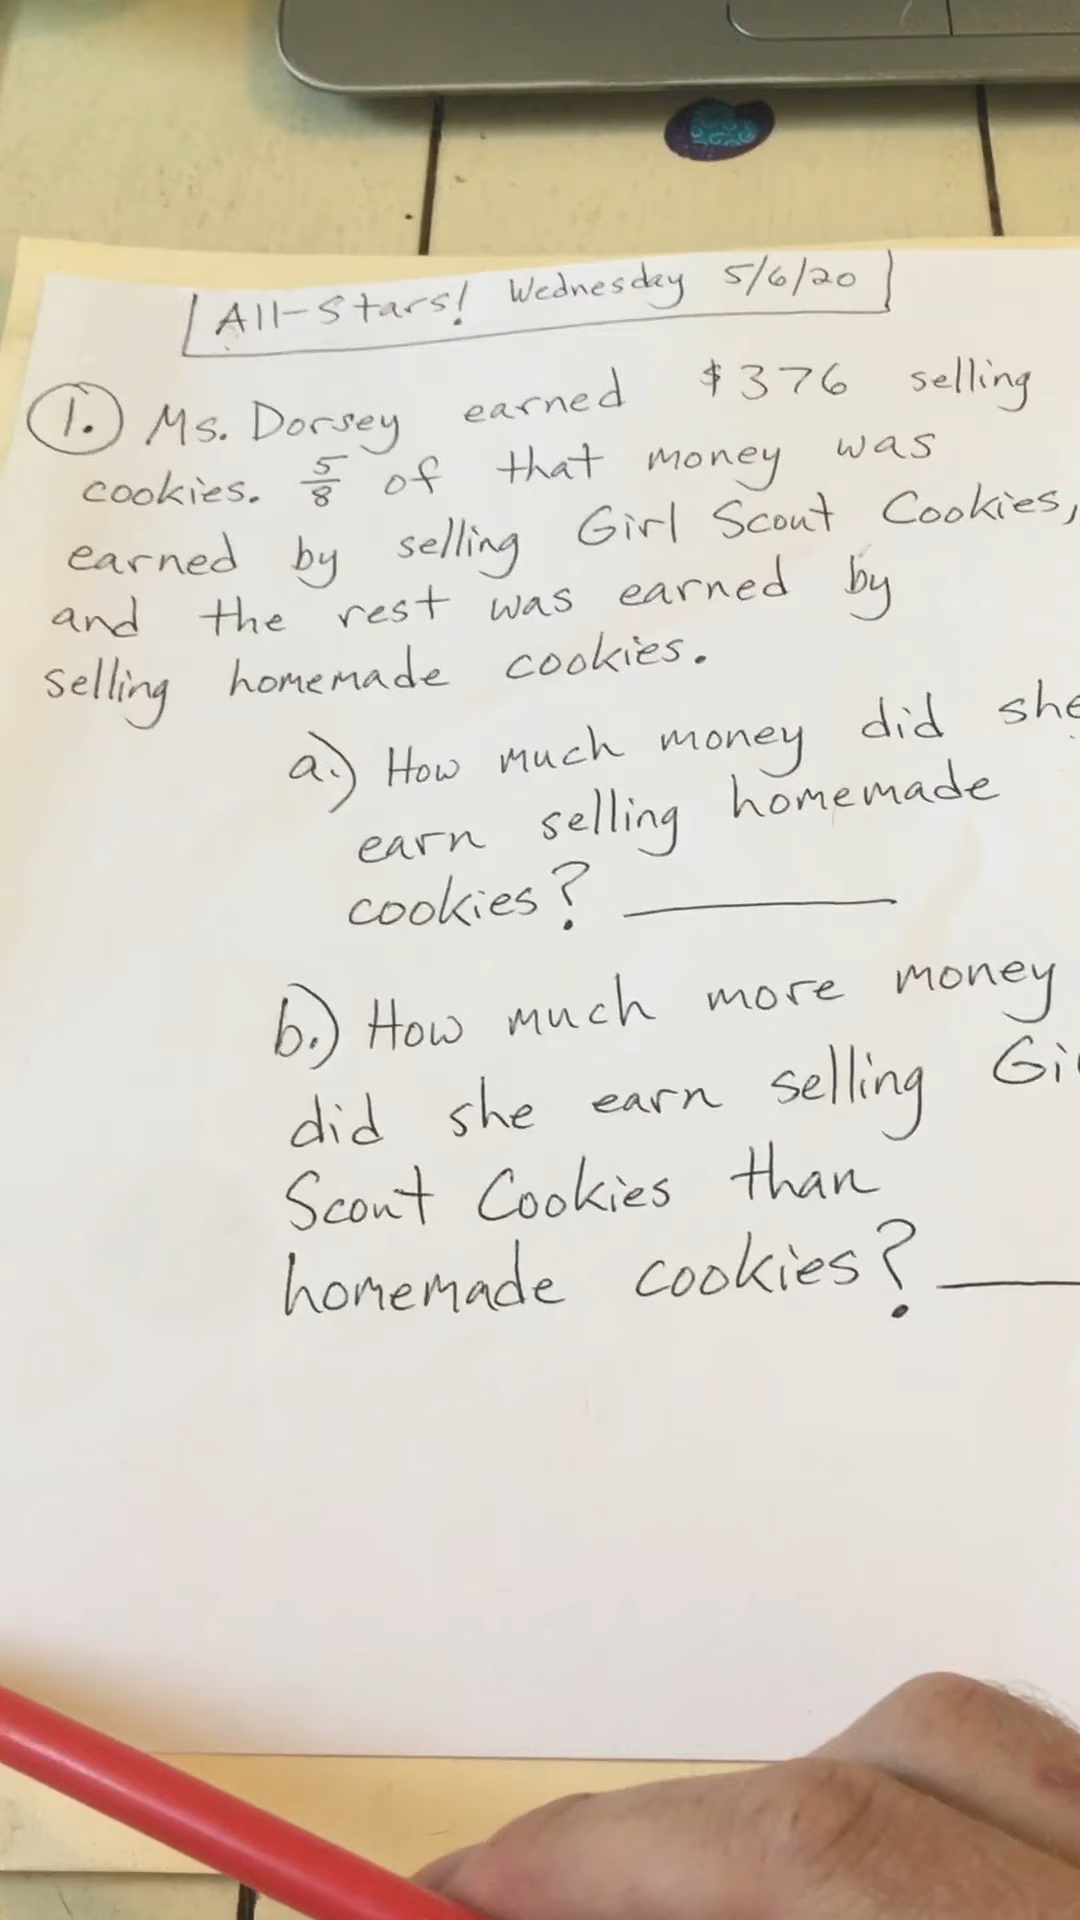 All-Stars! Wednesday 5/6/20
1. Ms. Dorsey earned $376 selling
cookies. 5/8 of that money was
earned by selling Girl Scout Cookies,
and the rest was earned by
selling homemade cookies.
a.) How much money did she
earn selling homemade
cookies?
b.) How much more money
did she earn selling Gi
Scout Cookies than
homemade cookies?